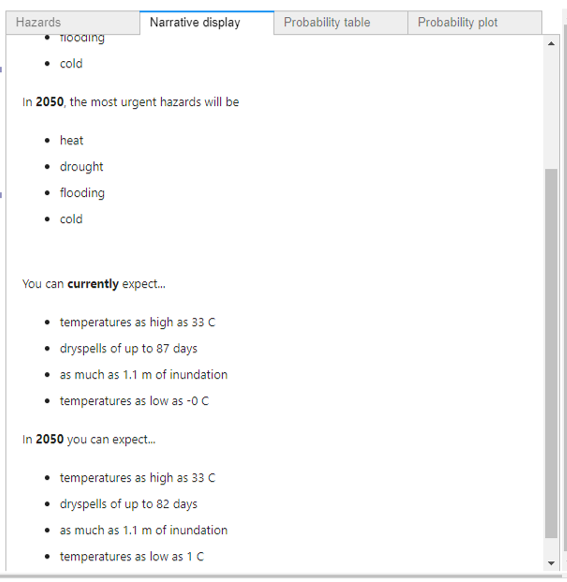 Hazards
Narrative display
Probability table
Probability plot
flooding
cold
In 2050, the most urgent hazards will be
heat
drought
flooding
cold
You can currently expect...
temperatures as high as 33 C
dryspells of up to 87 days
as much as 1.1 m of inundation
temperatures as low as -0 C
In 2050 you can expect...
temperatures as high as 33 C
dryspells of up to 82 days
as much as 1.1 m of inundation
temperatures as low as 1 C